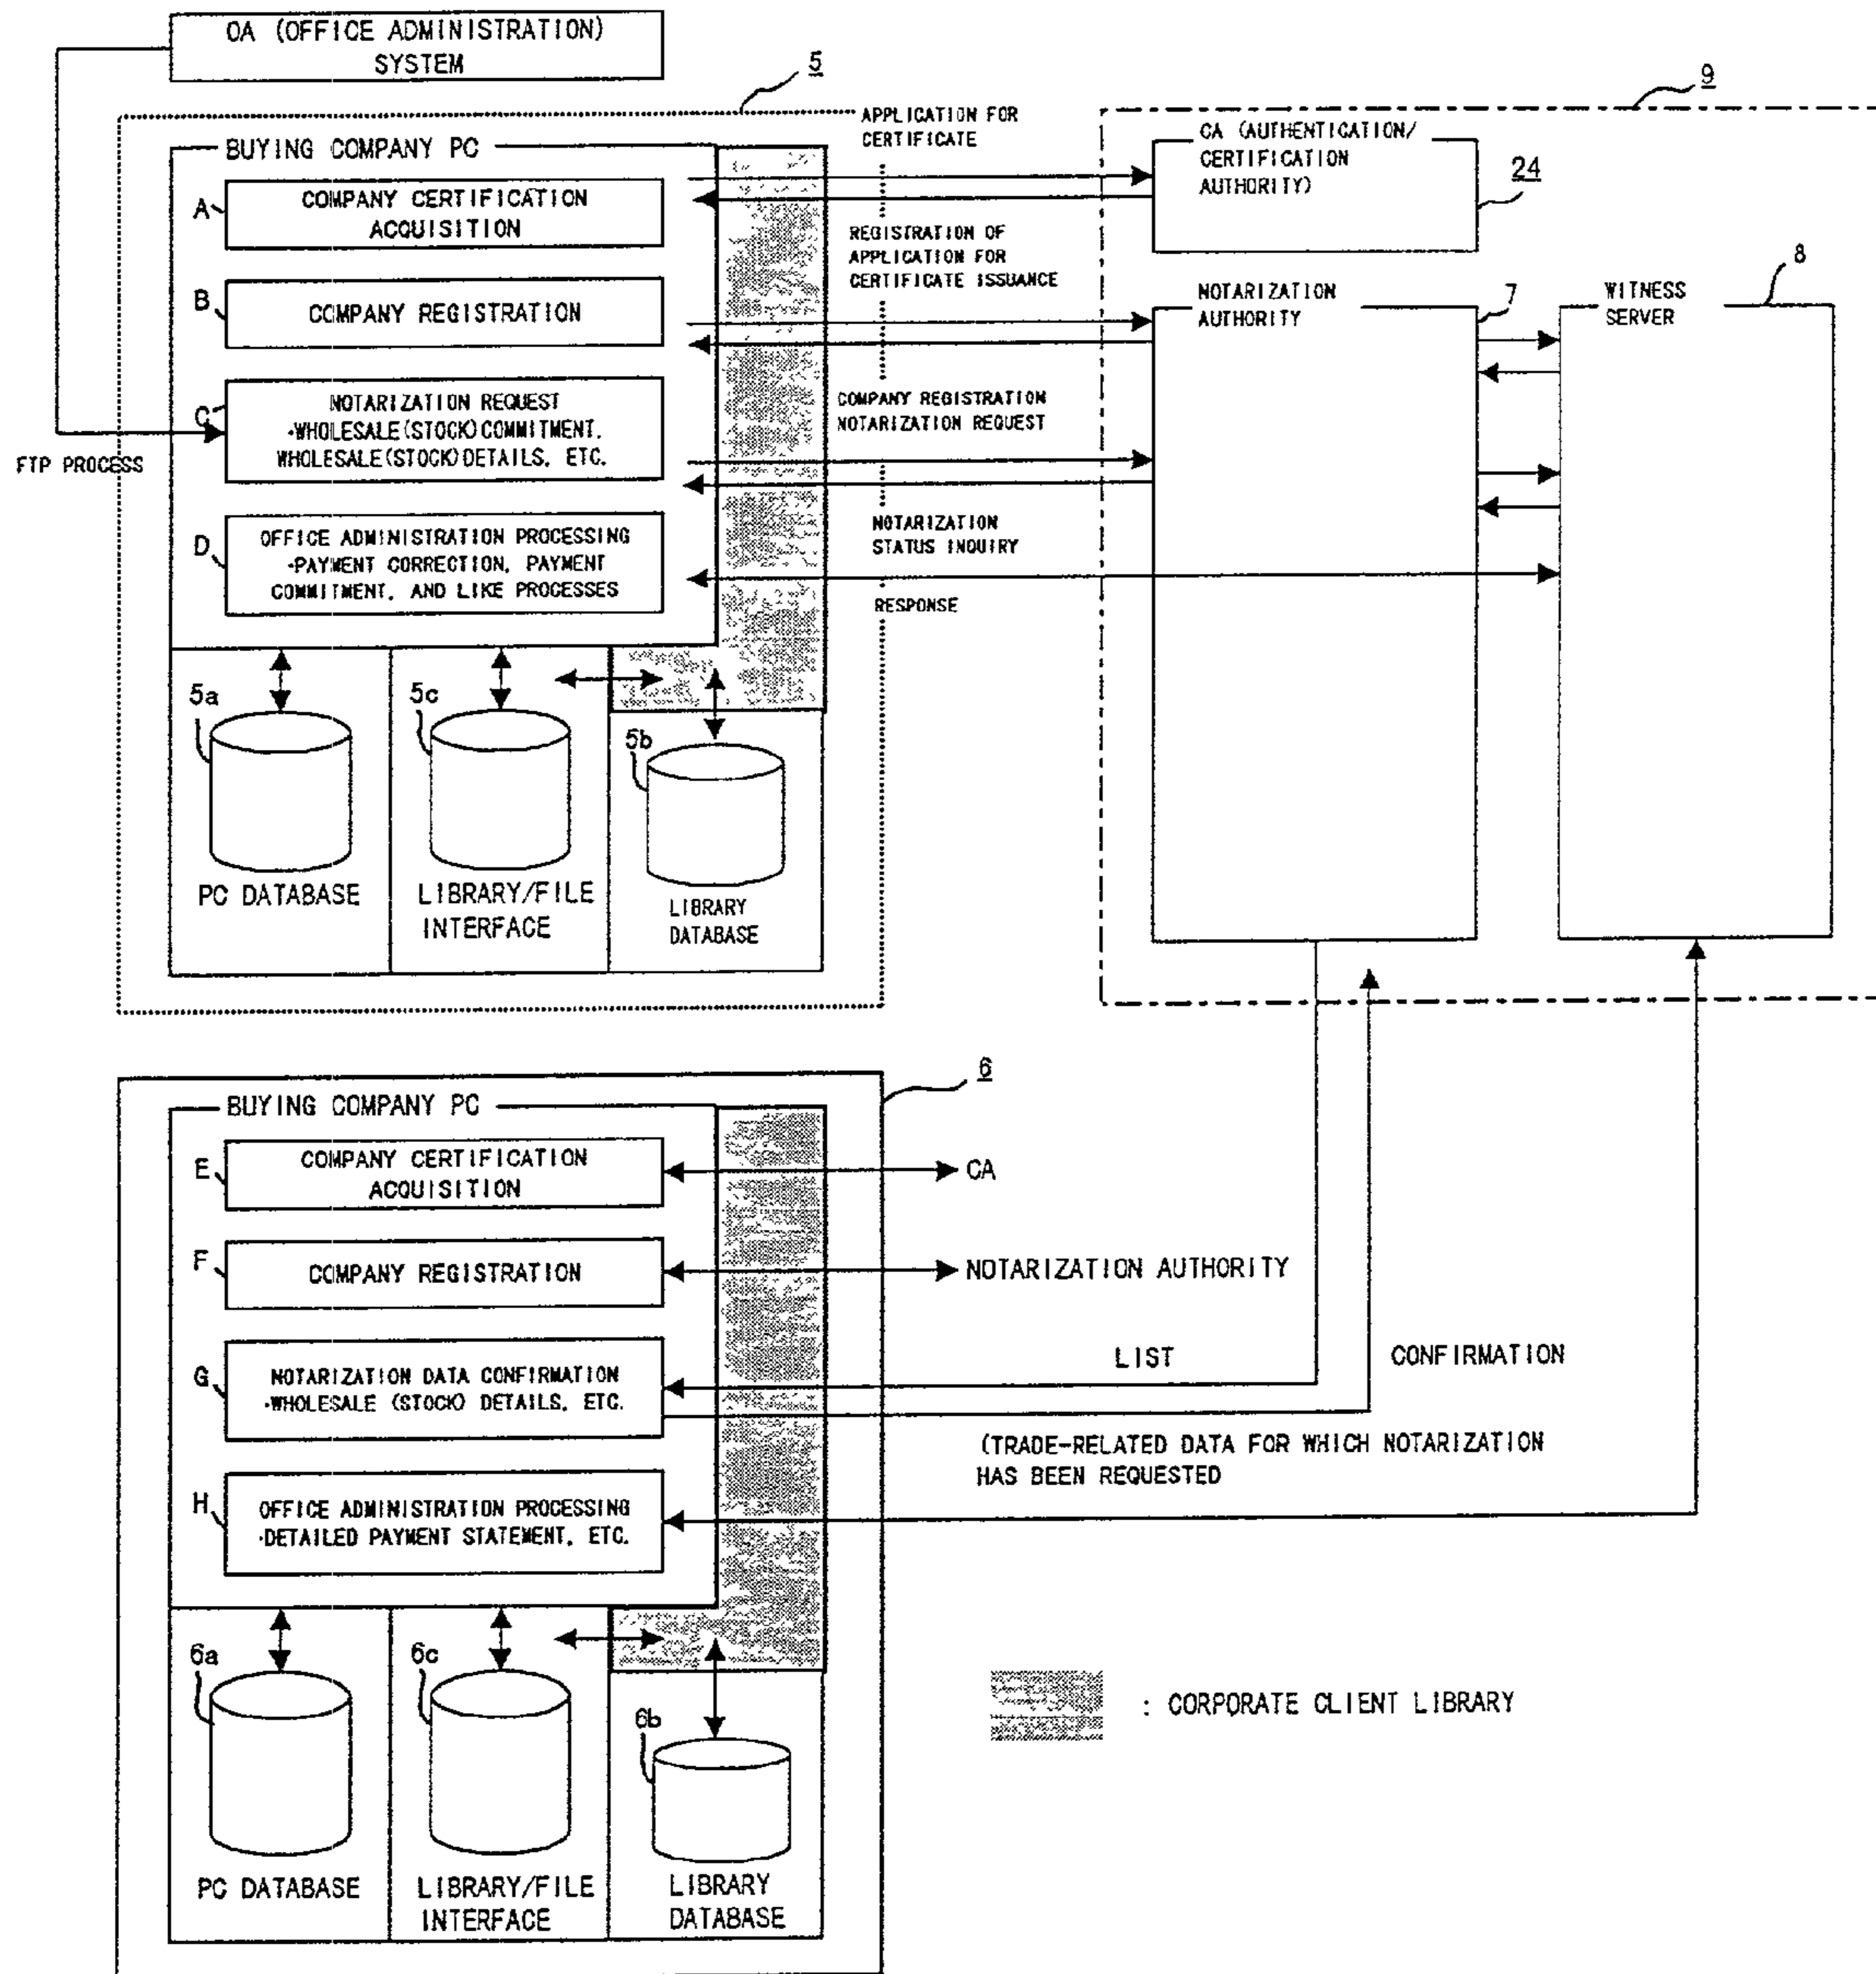 OA (OFFICE ADMINISTRATION)
SYSTEM
5
9
APPLICATION FOR
CERTIFICATE
BUYING COMPANY PC
CA (AUTHENTICATION/
CERTIFICATION
AUTHORITY)
24
A
COMPANY CERTIFICATION
ACQUISITION
REGISTRATION OF
APPLICATION FOR
CERTIFICATE ISSUANCE
B
COMPANY REGISTRATION
NOTARIZATION
AUTHORITY
7
WITNESS
SERVER
8
C
NOTARIZATION REQUEST
·WHOLESALE(STOCK)COMMITMENT,
WHOLESALE(STOCK)DETAILS, ETC.
COMPANY REGISTRATION
NOTARIZATION REQUEST
FTP PROCESS
D
OFFICE ADMINISTRATION PROCESSING
·PAYMENT CORRECTION, PAYMENT
COMMITMENT, AND LIKE PROCESSES
NOTARIZATION
STATUS INQUIRY
RESPONSE
5a
5c
5b
PC DATABASE
LIBRARY/FILE
INTERFACE
LIBRARY
DATABASE
6
BUYING COMPANY PC
E
COMPANY CERTIFICATION
ACQUISITION
CA
F
COMPANY REGISTRATION
NOTARIZATION AUTHORITY
G
NOTARIZATION DATA CONFIRMATION
·WHOLESALE (STOCK) DETAILS, ETC.
LIST
CONFIRMATION
(TRADE-RELATED DATA FOR WHICH NOTARIZATION
HAS BEEN REQUESTED
H
OFFICE ADMINISTRATION PROCESSING
·DETAILED PAYMENT STATEMENT, ETC.
6a
6c
6b
PC DATABASE
LIBRARY/FILE
INTERFACE
LIBRARY
DATABASE
: CORPORATE CLIENT LIBRARY